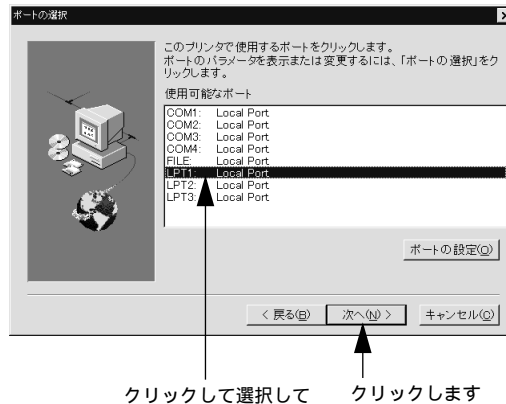 ポートの選択
このプリンタで使用するポートをクリックします。
ポートのパラメータを表示または変更するには、「ポートの選択」をク
リックします。
使用可能なポート
COM1: Local Port
COM2: Local Port
COM3: Local Port
COM4: Local Port
FILE: Local Port
LPT1: Local Port
LPT2: Local Port
LPT3: Local Port
ポートの設定(O)
< 戻る(B) 次へ(N) > キャンセル(C)
クリックして選択して クリックします